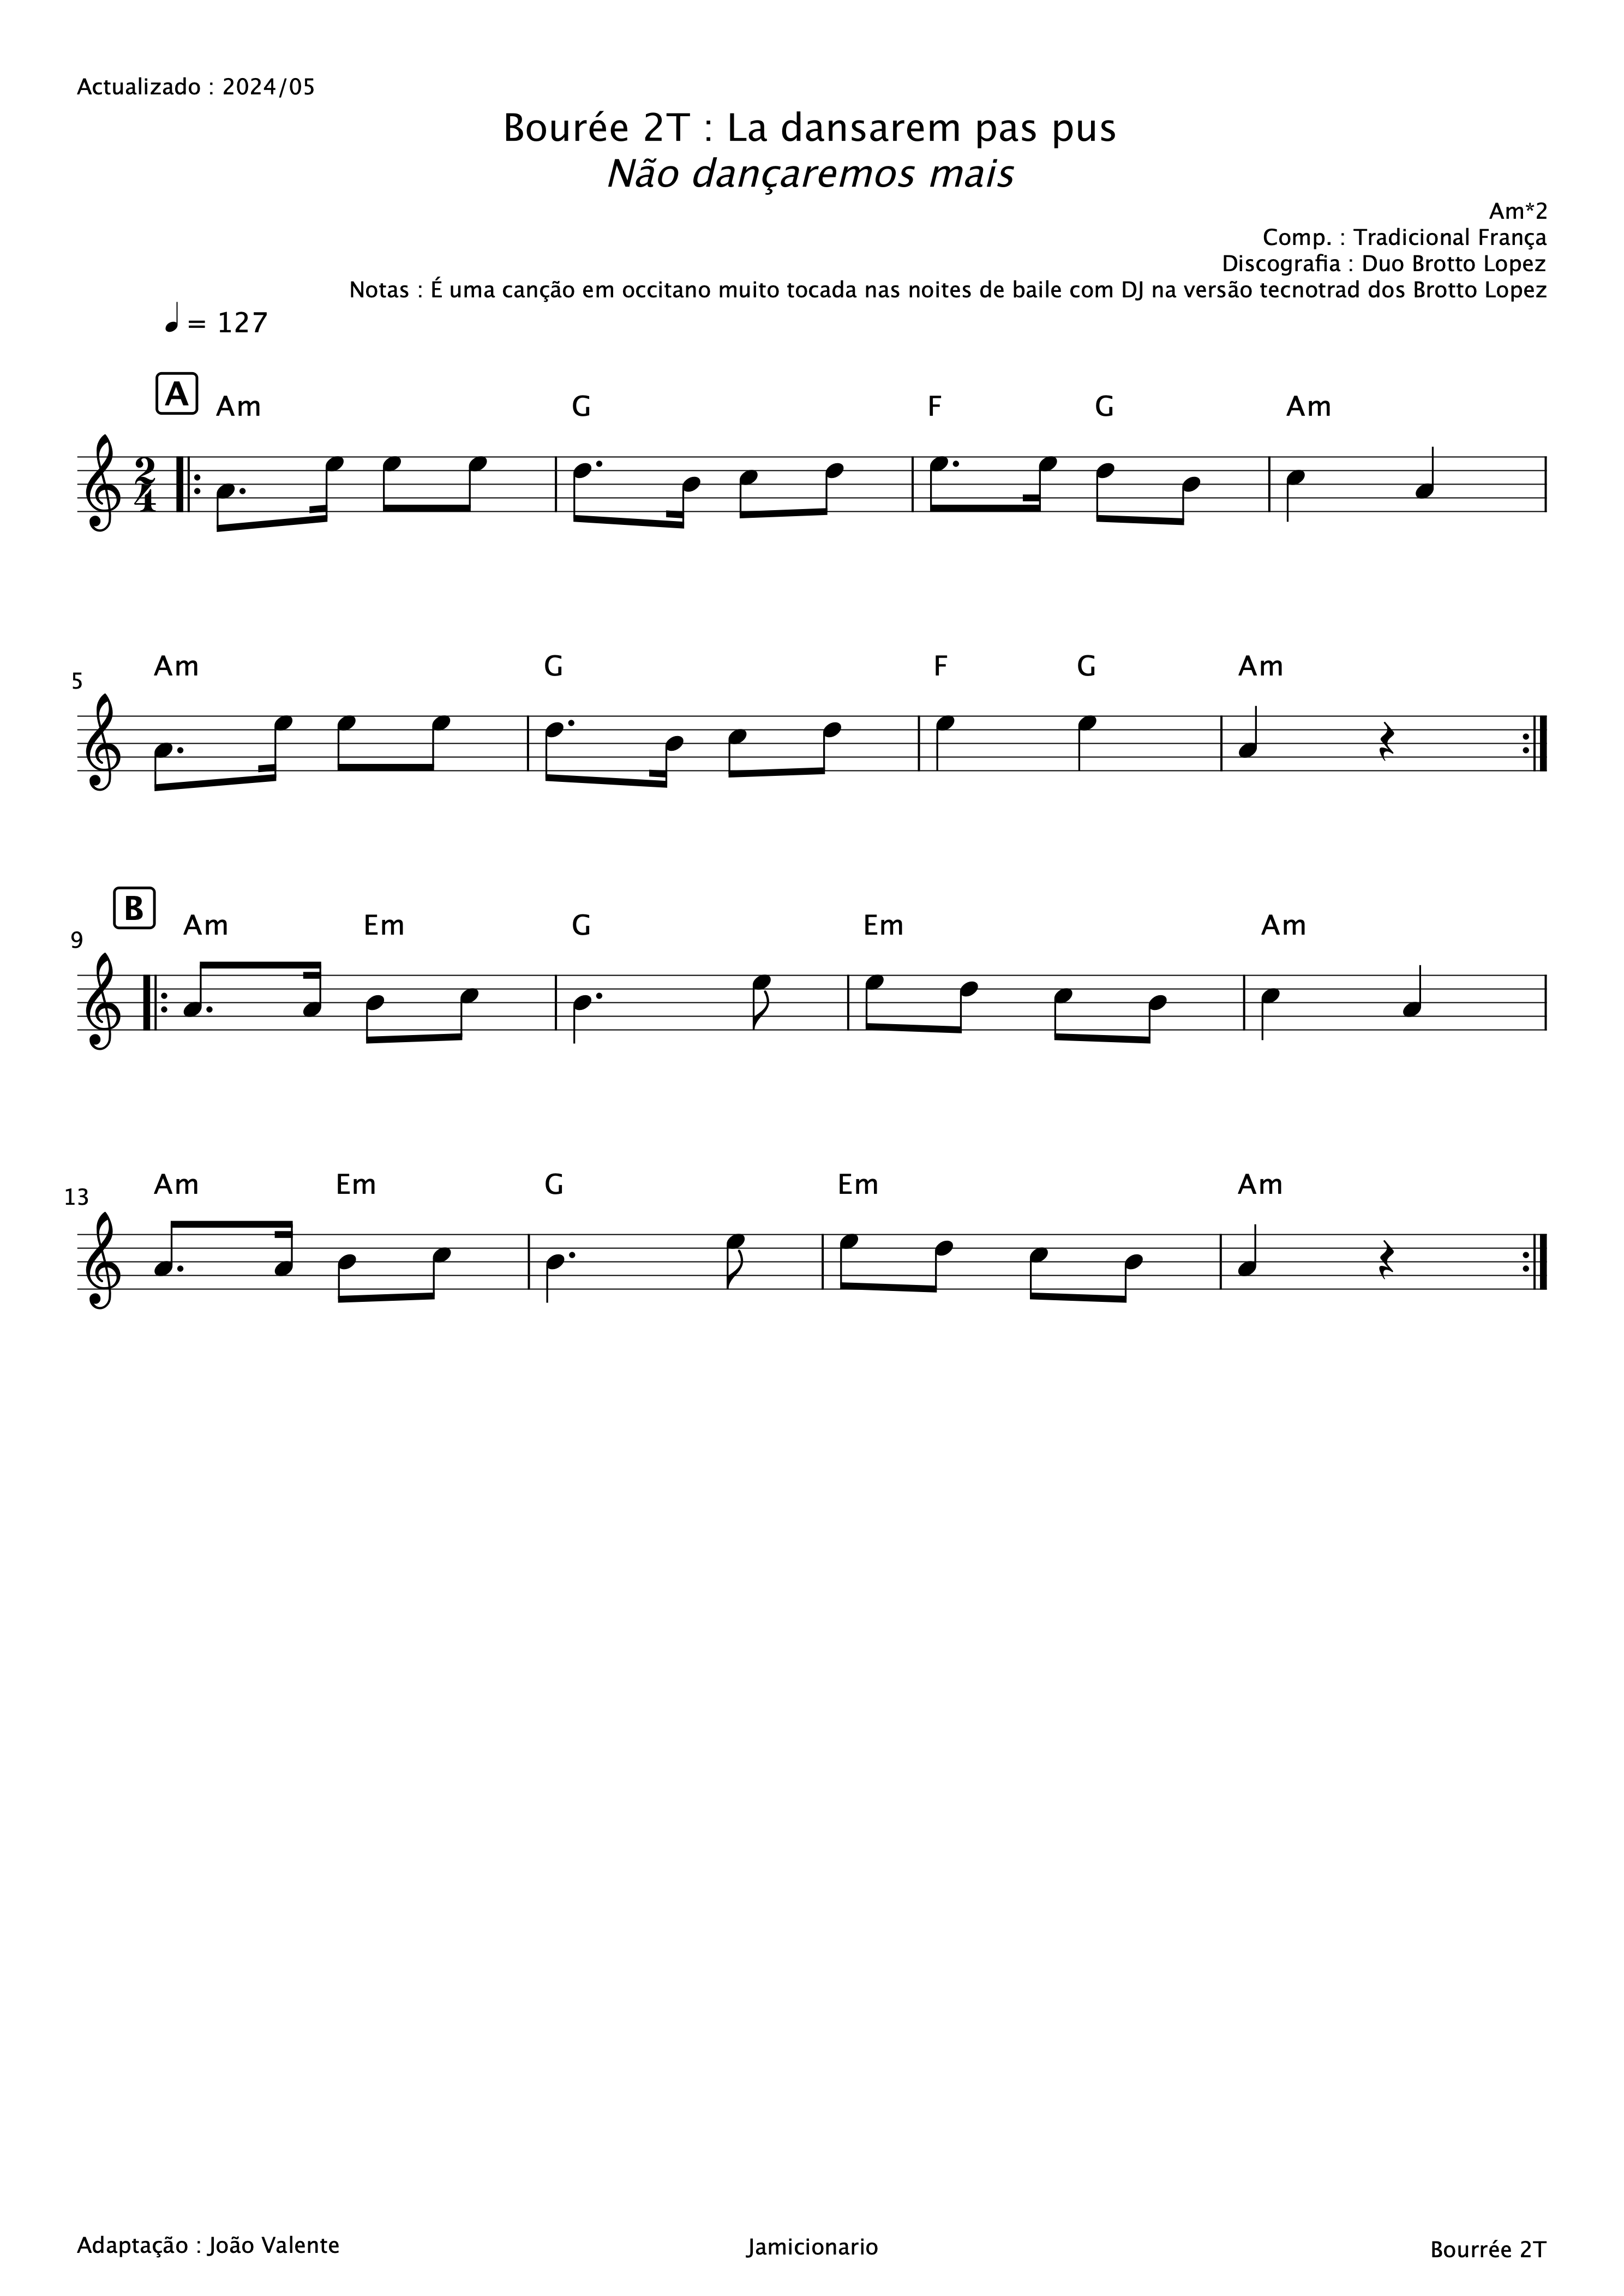 Actualizado : 2024/05
Bourée 2T : La dansarem pas pus
Não dançaremos mais
Am*2
Comp. : Tradicional França
Discografia : Duo Brotto Lopez
Notas : É uma canção em occitano muito tocada nas noites de baile com DJ na versão tecnotrad dos Brotto Lopez
= 127
A Am G F G Am
2
4
5 Am G F G Am
B Am Em G Em Am
9
13 Am Em G Em Am
Adaptação : João Valente Jamicionario Bourrée 2T